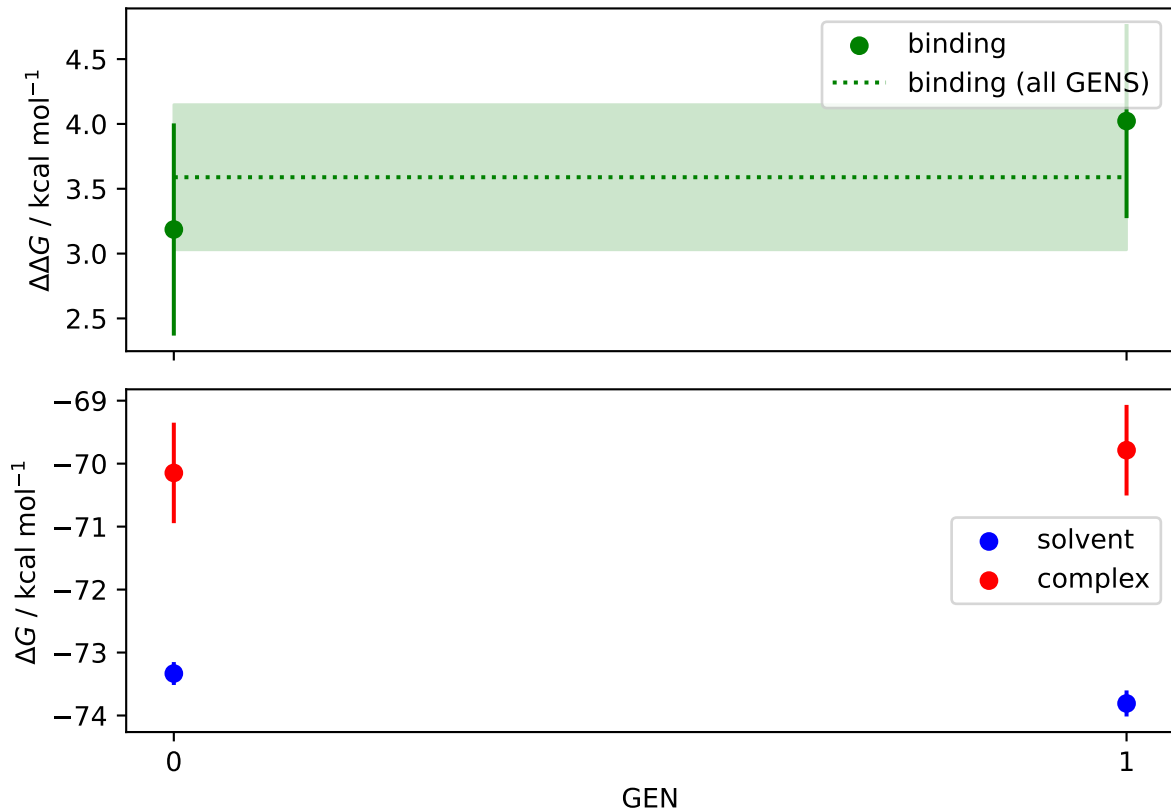 binding
binding (all GENS)
4.5
4.0
3.5
3.0
2.5
ΔΔG / kcal mol⁻¹
−69
−70
−71
−72
−73
−74
ΔG / kcal mol⁻¹
solvent
complex
0
1
GEN